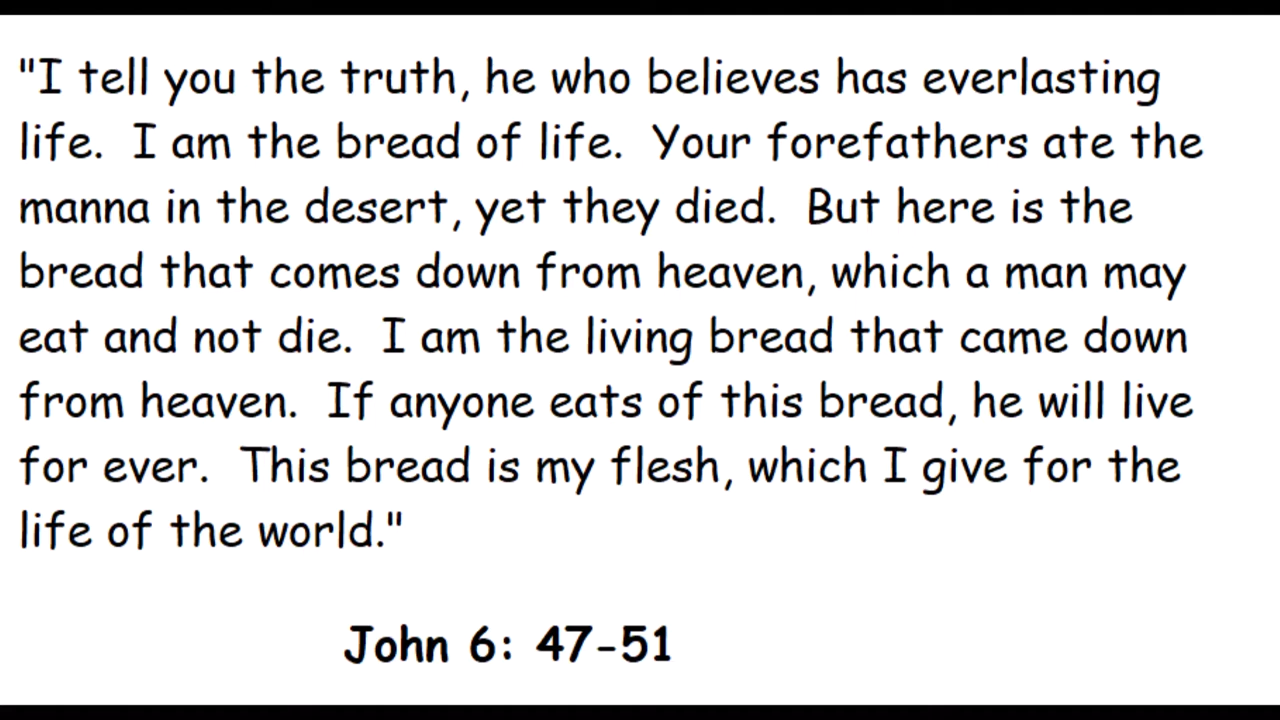 "I tell you the truth, he who believes has everlasting
life.  I am the bread of life.  Your forefathers ate the
manna in the desert, yet they died.  But here is the
bread that comes down from heaven, which a man may
eat and not die.  I am the living bread that came down
from heaven.  If anyone eats of this bread, he will live
for ever.  This bread is my flesh, which I give for the
life of the world."
John 6: 47-51